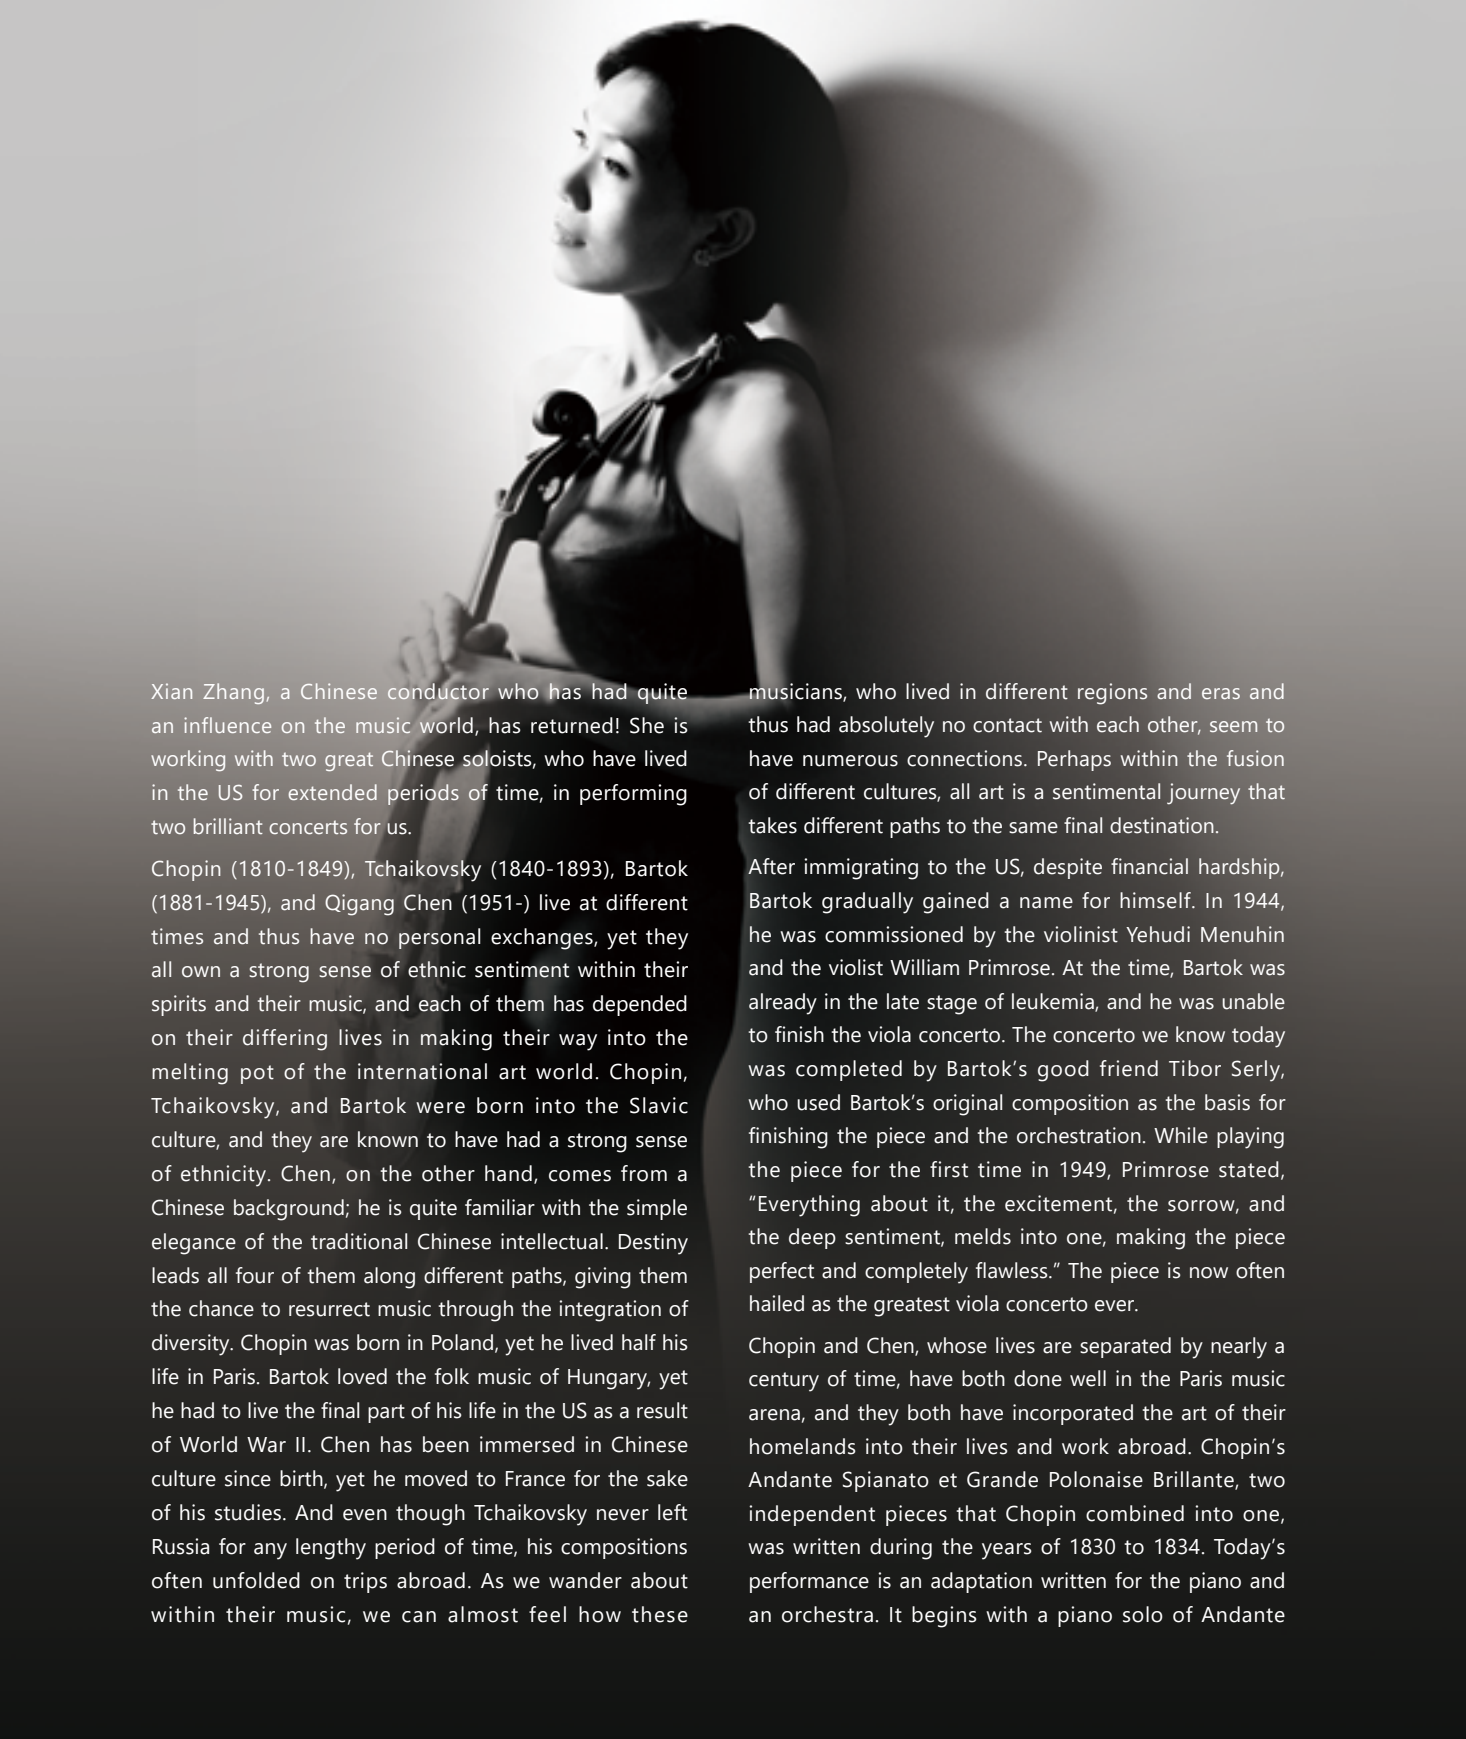 Xian Zhang, a Chinese conductor who has had quite
an influence on the music world, has returned! She is
working with two great Chinese soloists, who have lived
in the US for extended periods of time, in performing
two brilliant concerts for us.
Chopin (1810-1849), Tchaikovsky (1840-1893), Bartok
(1881-1945), and Qigang Chen (1951-) live at different
times and thus have no personal exchanges, yet they
all own a strong sense of ethnic sentiment within their
spirits and their music, and each of them has depended
on their differing lives in making their way into the
melting pot of the international art world. Chopin,
Tchaikovsky, and Bartok were born into the Slavic
culture, and they are known to have had a strong sense
of ethnicity. Chen, on the other hand, comes from a
Chinese background; he is quite familiar with the simple
elegance of the traditional Chinese intellectual. Destiny
leads all four of them along different paths, giving them
the chance to resurrect music through the integration of
diversity. Chopin was born in Poland, yet he lived half his
life in Paris. Bartok loved the folk music of Hungary, yet
he had to live the final part of his life in the US as a result
of World War II. Chen has been immersed in Chinese
culture since birth, yet he moved to France for the sake
of his studies. And even though Tchaikovsky never left
Russia for any lengthy period of time, his compositions
often unfolded on trips abroad. As we wander about
within their music, we can almost feel how these
musicians, who lived in different regions and eras and
thus had absolutely no contact with each other, seem to
have numerous connections. Perhaps within the fusion
of different cultures, all art is a sentimental journey that
takes different paths to the same final destination.
After immigrating to the US, despite financial hardship,
Bartok gradually gained a name for himself. In 1944,
he was commissioned by the violinist Yehudi Menuhin
and the violist William Primrose. At the time, Bartok was
already in the late stage of leukemia, and he was unable
to finish the viola concerto. The concerto we know today
was completed by Bartok’s good friend Tibor Serly,
who used Bartok’s original composition as the basis for
finishing the piece and the orchestration. While playing
the piece for the first time in 1949, Primrose stated,
“Everything about it, the excitement, the sorrow, and
the deep sentiment, melds into one, making the piece
perfect and completely flawless.” The piece is now often
hailed as the greatest viola concerto ever.
Chopin and Chen, whose lives are separated by nearly a
century of time, have both done well in the Paris music
arena, and they both have incorporated the art of their
homelands into their lives and work abroad. Chopin’s
Andante Spianato et Grande Polonaise Brillante, two
independent pieces that Chopin combined into one,
was written during the years of 1830 to 1834. Today’s
performance is an adaptation written for the piano and
an orchestra. It begins with a piano solo of Andante